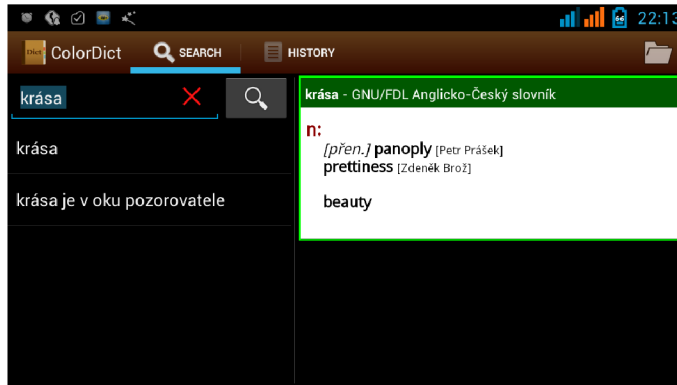 66 22:13
Dict ColorDict SEARCH HISTORY
krása
krása
krása je v oku pozorovatele
krása - GNU/FDL Anglicko-Český slovník
n:
[přen.] panoply [Petr Prášek]
prettiness [Zdeněk Brož]
beauty